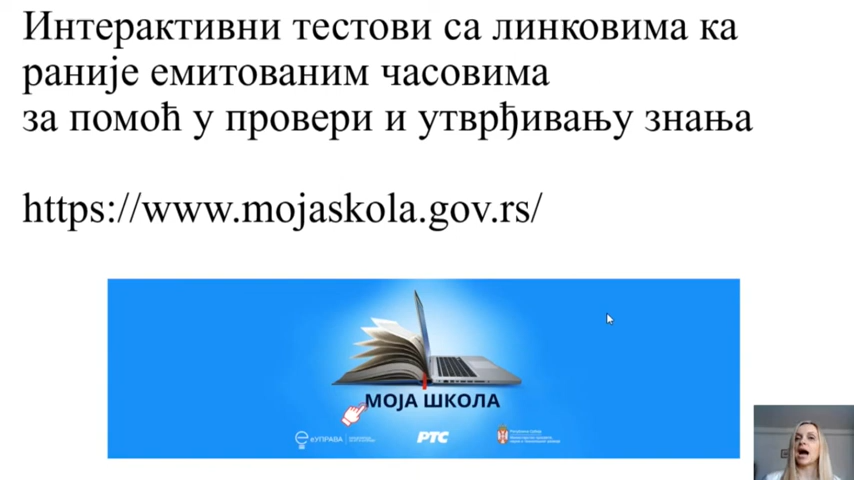 Интерактивни тестови са линковима ка
раније емитованим часовима
за помоћ у провери и утврђивању знања
https://www.mojaskola.gov.rs/
МОЈА ШКОЛА
еУПРАВА
РТС